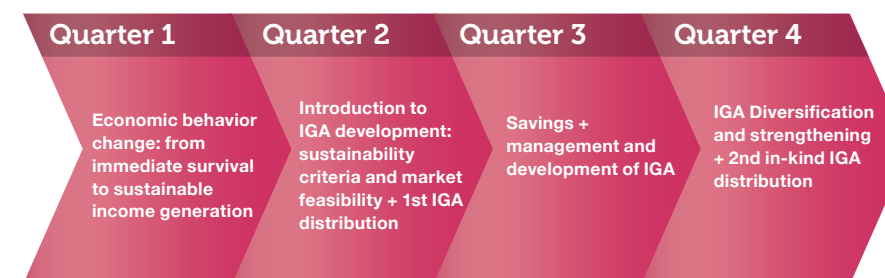 Quarter 1
Economic behavior
change: from
immediate survival
to sustainable
income generation
Quarter 2
Introduction to
IGA development:
sustainability
criteria and market
feasibility + 1st IGA
distribution
Quarter 3
Savings +
management and
development of IGA
Quarter 4
IGA Diversification
and strengthening
+ 2nd in-kind IGA
distribution